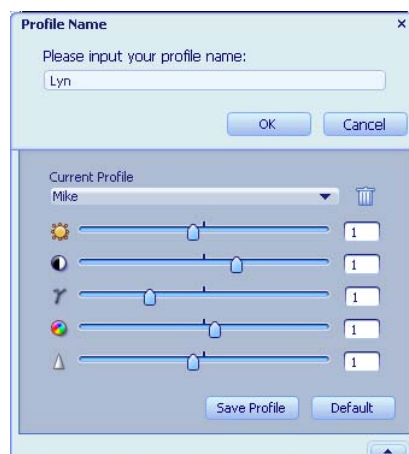 Profile Name
Please input your profile name:
Lyn
OK Cancel
Current Profile
Mike
1
1
1
1
1
Save Profile Default